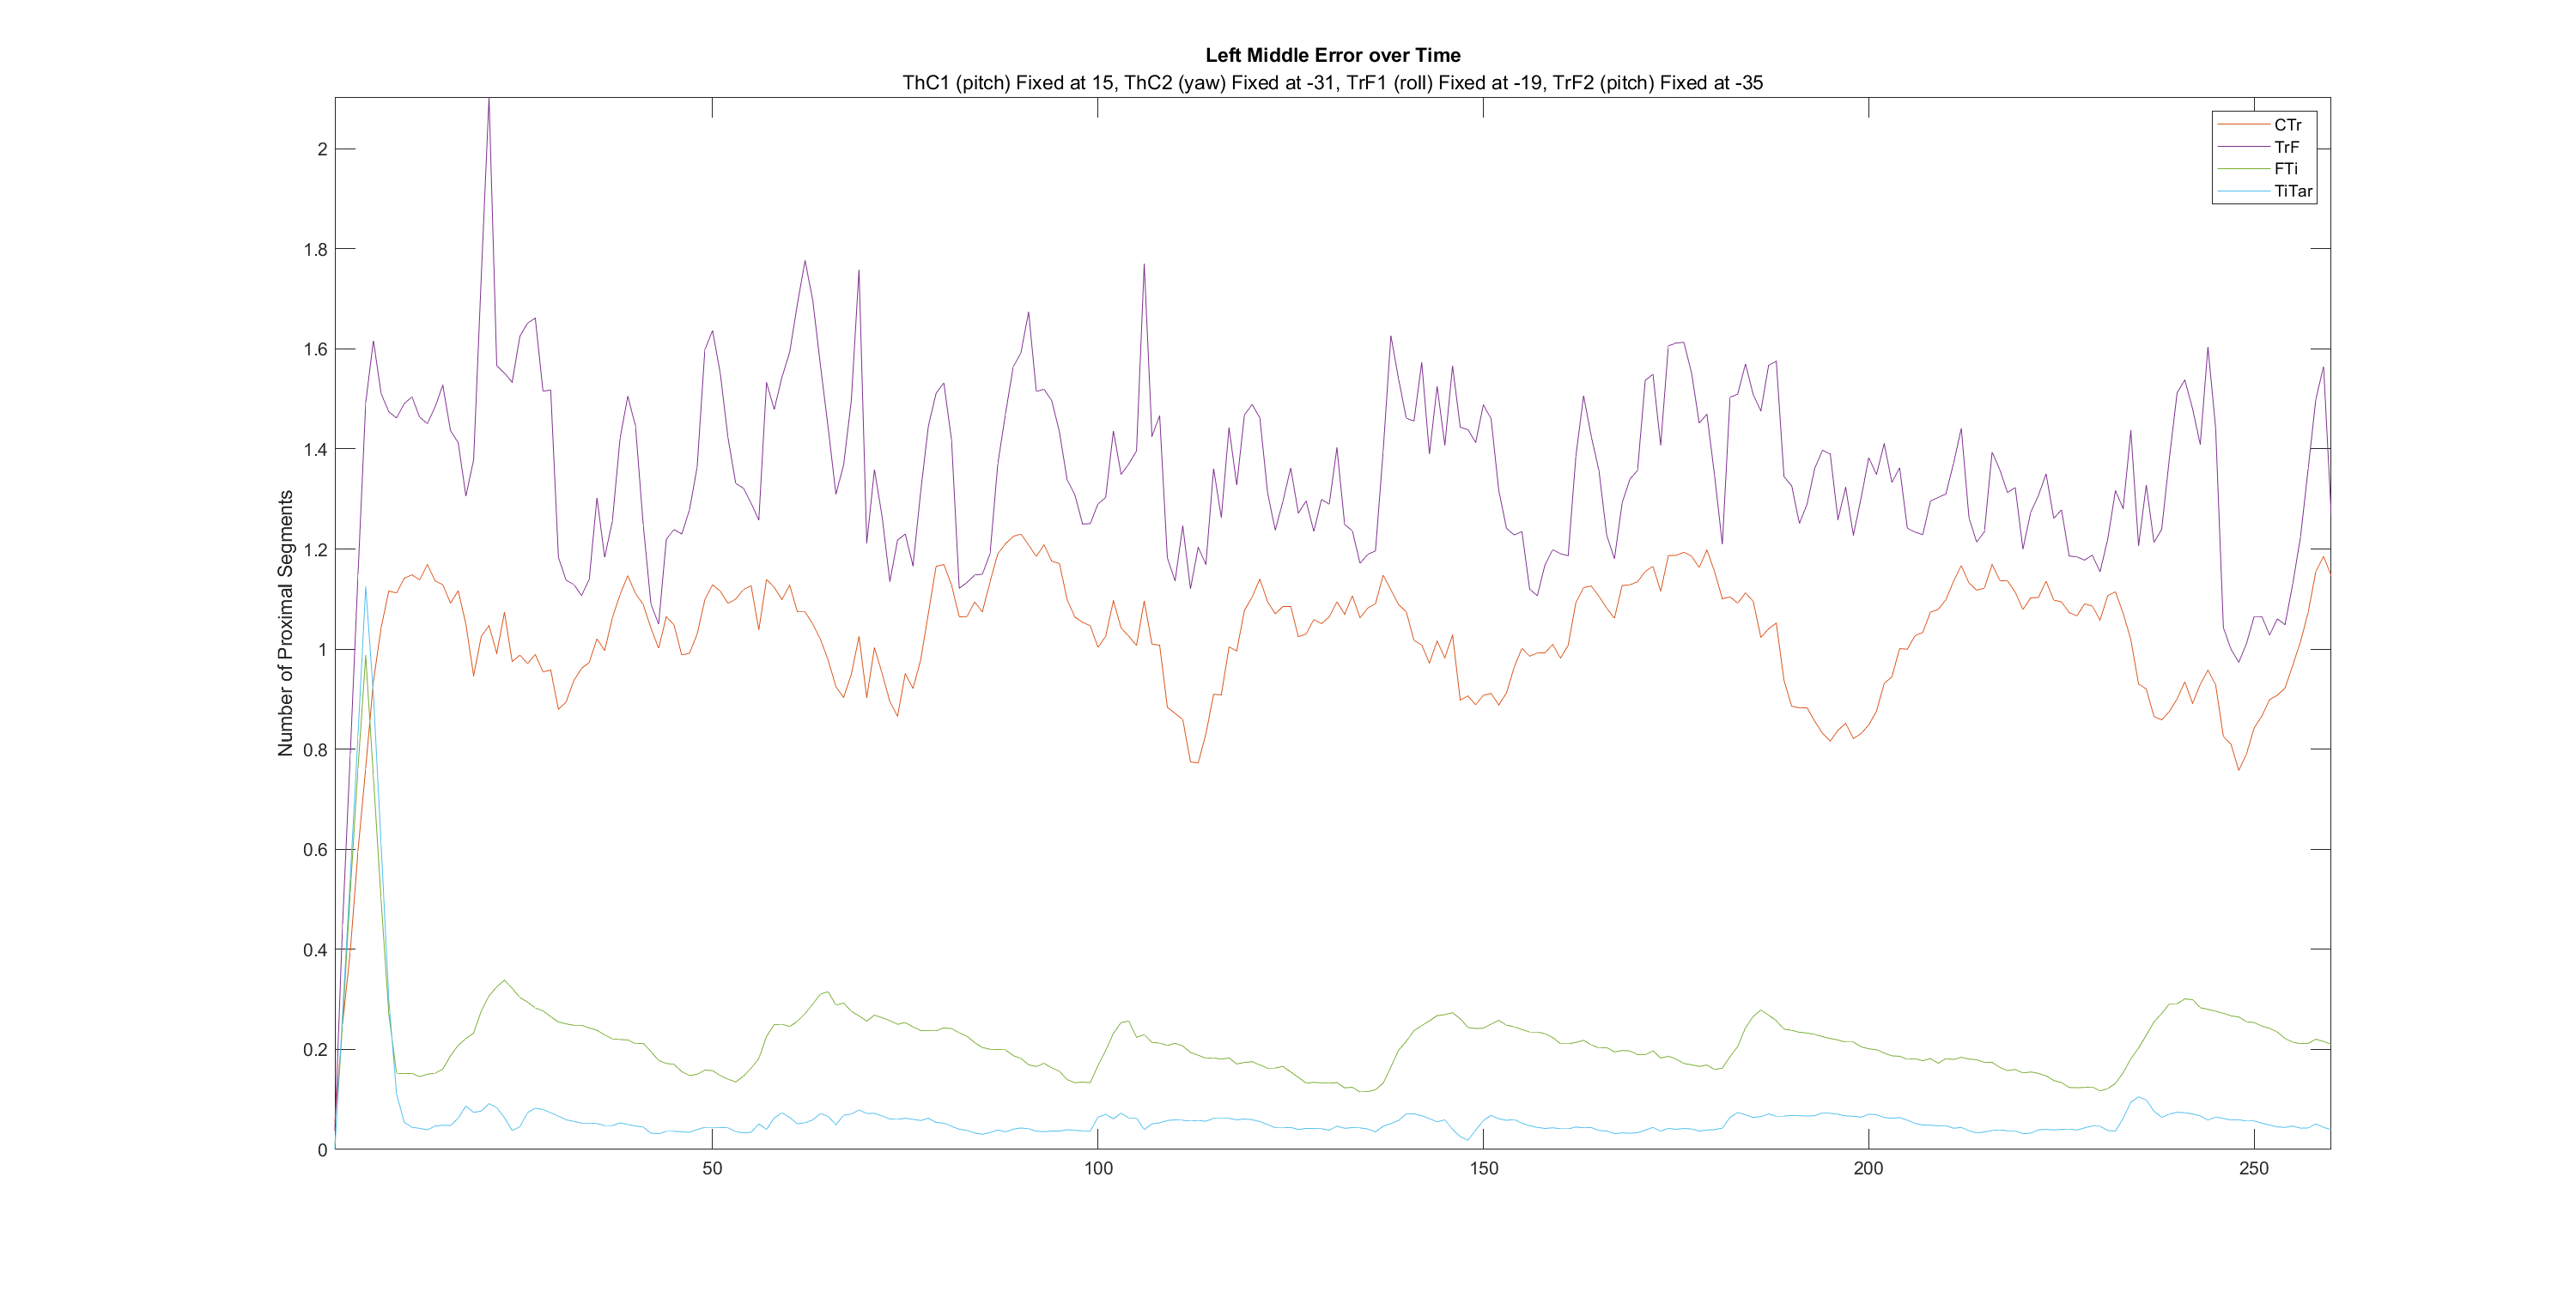 Left Middle Error over Time
ThC1 (pitch) Fixed at 15, ThC2 (yaw) Fixed at -31, TrF1 (roll) Fixed at -19, TrF2 (pitch) Fixed at -35
CTr
TrF
FTi
TiTar
Number of Proximal Segments
2
1.8
1.6
1.4
1.2
1
0.8
0.6
0.4
0.2
0
50
100
150
200
250